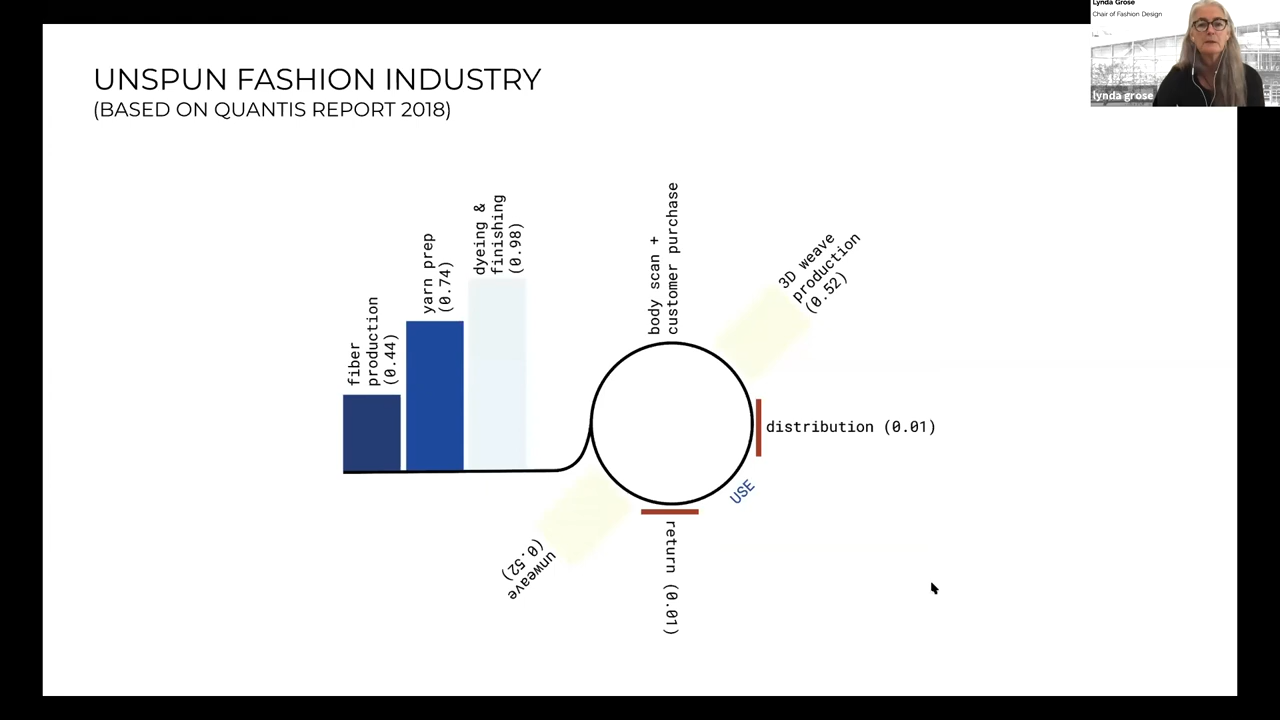 Lynda Grose
Chair of Fashion Design
lynda grose
UNSPUN FASHION INDUSTRY
(BASED ON QUANTIS REPORT 2018)
fiber
production
(0.44)
yarn prep
(0.74)
dyeing &
finishing
(0.98)
body scan +
customer purchase
3D weave
production
(0.52)
distribution (0.01)
USE
return (0.01)
unweave
(0.52)